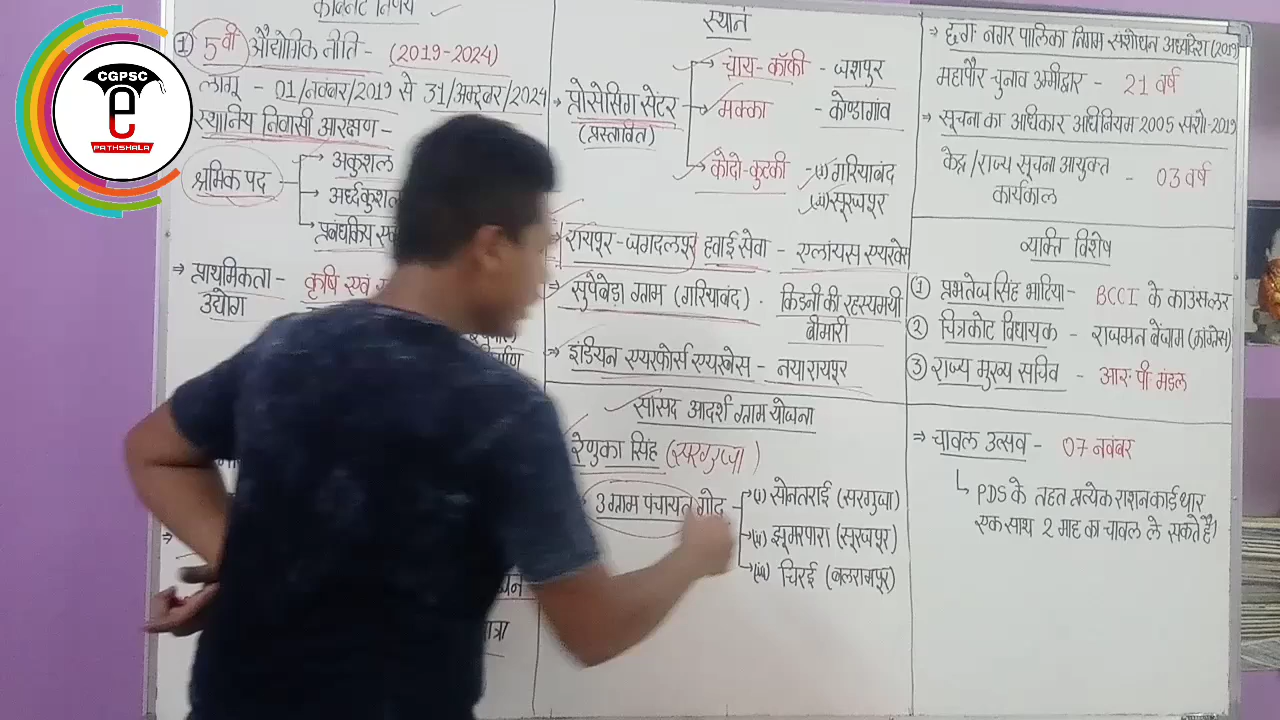 CGPSC
e
PATHSHALA
कैबिनेट निर्णय
① 5वीं औद्योगिक नीति - (2019-2024)
लागू - 01/नवंबर/2019 से 31/अक्टूबर/2024
स्थानिय निवासी आरक्षण -
श्रमिक पद
अकुशल
अर्ध्दकुशल
प्रबंधकिय
⇒ प्राथमिकता - कृषि एवं
उद्योग
स्थान
⇒ प्रोसेसिंग सेंटर
(प्रस्तावित)
चाय-कॉफी - जशपुर
मक्का - कोण्डागांव
कोदो-कुटकी - (i) गरियाबंद
(ii) सूरजपुर
⇒ रायपुर-जगदलपुर हवाई सेवा - एलांयस एयरवेस
⇒ सुपेबेड़ा ग्राम (गरियाबंद) - किडनी की रहस्यमयी
बीमारी
⇒ इंडियन एयरफोर्स एयरबेस - नया रायपुर
सांसद आदर्श ग्राम योजना
रेणुका सिंह (सरगुजा)
3 ग्राम पंचायत गोद
(i) सोनतराई (सरगुजा)
(ii) झूमरपारा (सूरजपुर)
(iii) चिरई (बलरामपुर)
⇒ छ.ग. नगर पालिका निगम संशोधन अध्यादेश (2019)
महापौर चुनाव उम्मीद्वार - 21 वर्ष
⇒ सूचना का अधिकार अधिनियम 2005 संशो-2019
केंद्र/राज्य सूचना आयुक्त - 03 वर्ष
कार्यकाल
व्यक्ति विशेष
① प्रभतेज सिंह भाटिया - BCCI के काउंसलर
② चित्रकोट विधायक - राजमन बेंजाम (कांग्रेस)
③ राज्य मुख्य सचिव - आर. पी मंडल
⇒ चावल उत्सव - 07 नवंबर
PDS के तहत प्रत्येक राशनकार्ड धार
एक साथ 2 माह का चावल ले सकते है।